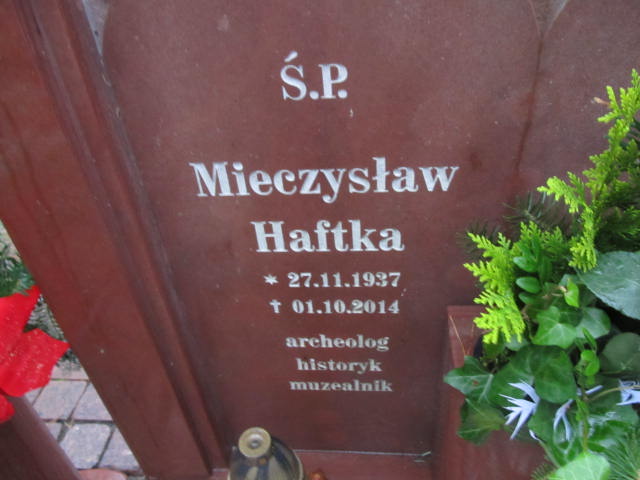 Ś.P.
Mieczysław
Haftka
* 27.11.1937
† 01.10.2014
archeolog
historyk
muzealnik